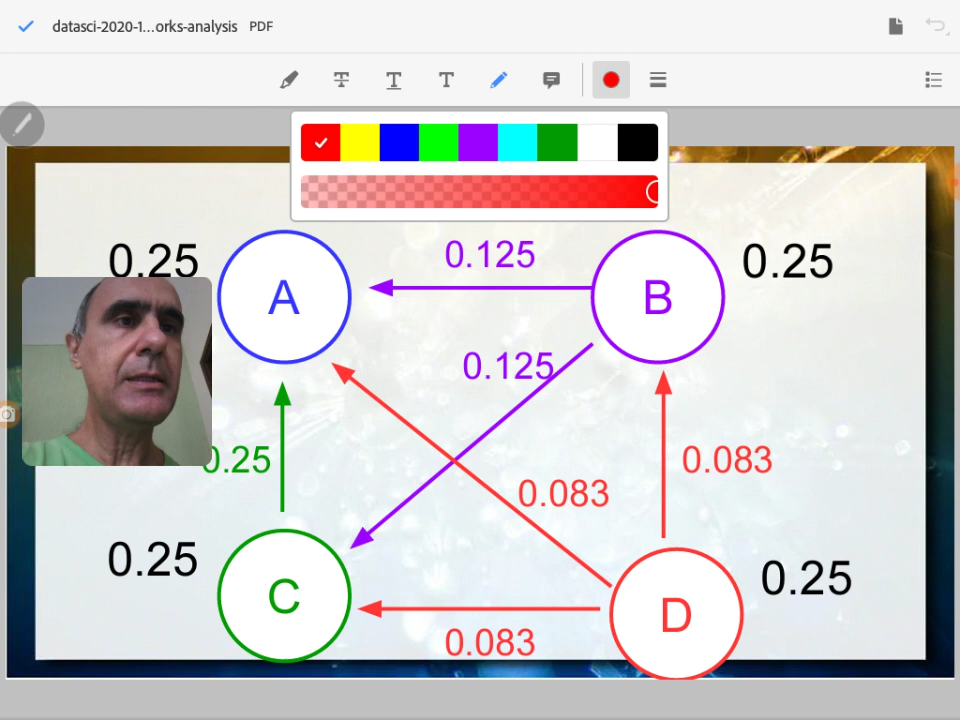 datasci-2020-1...orks-analysis PDF
T T T
0.25 A 0.125 B 0.25
0.125
0.25 0.083 0.083
0.25 C D 0.25
0.083